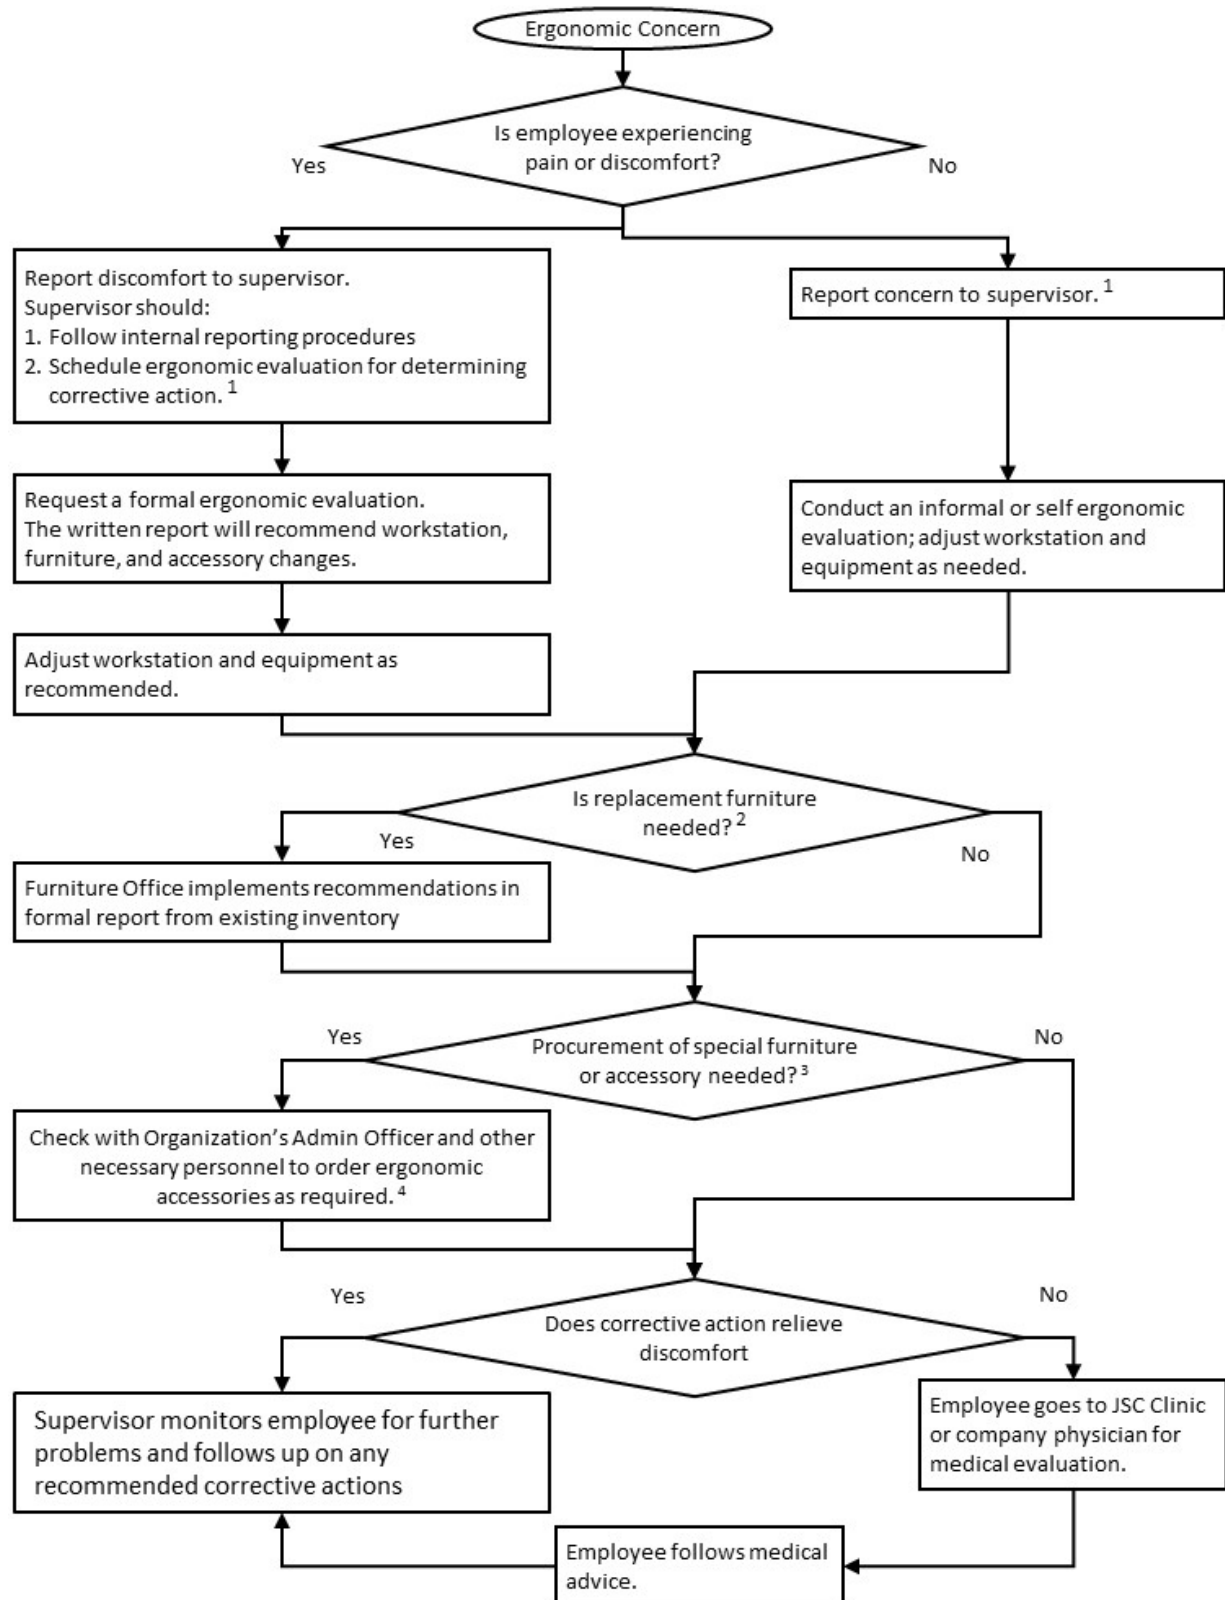 Ergonomic Concern
Is employee experiencing
pain or discomfort?
Yes
No
Report discomfort to supervisor.
Supervisor should:
1. Follow internal reporting procedures
2. Schedule ergonomic evaluation for determining
corrective action. 1
Report concern to supervisor. 1
Request a formal ergonomic evaluation.
The written report will recommend workstation,
furniture, and accessory changes.
Conduct an informal or self ergonomic
evaluation; adjust workstation and
equipment as needed.
Adjust workstation and equipment as
recommended.
Is replacement furniture
needed? 2
Yes
No
Furniture Office implements recommendations in
formal report from existing inventory
Yes
No
Procurement of special furniture
or accessory needed? 3
Check with Organization's Admin Officer and other
necessary personnel to order ergonomic
accessories as required. 4
Yes
No
Does corrective action relieve
discomfort
Supervisor monitors employee for further
problems and follows up on any
recommended corrective actions
Employee goes to JSC Clinic
or company physician for
medical evaluation.
Employee follows medical
advice.